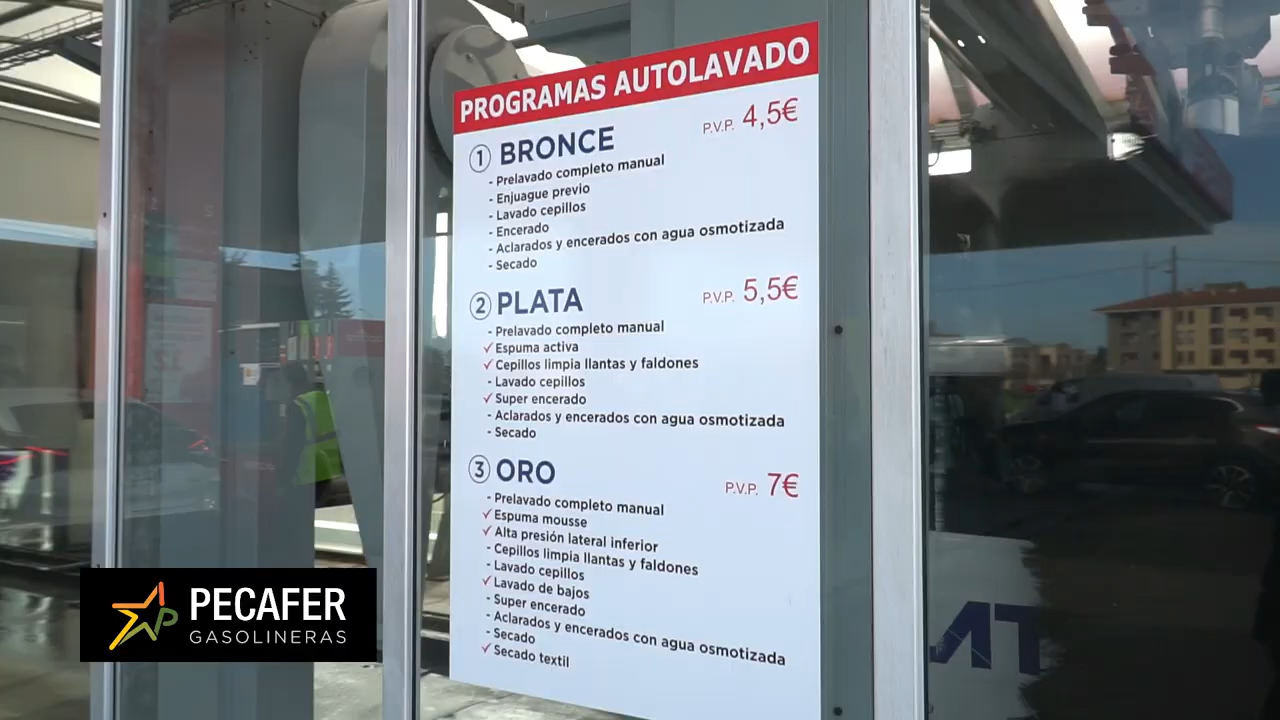 PROGRAMAS AUTOLAVADO
1 BRONCE P.V.P. 4,5€
- Prelavado completo manual
- Enjuague previo
- Lavado cepillos
- Encerado
- Aclarados y encerados con agua osmotizada
- Secado
2 PLATA P.V.P. 5,5€
- Prelavado completo manual
✓ Espuma activa
✓ Cepillos limpia llantas y faldones
- Lavado cepillos
✓ Super encerado
- Aclarados y encerados con agua osmotizada
- Secado
3 ORO P.V.P. 7€
- Prelavado completo manual
✓ Espuma mousse
✓ Alta presión lateral inferior
- Cepillos limpia llantas y faldones
- Lavado cepillos
✓ Lavado de bajos
- Super encerado
- Aclarados y encerados con agua osmotizada
- Secado
✓ Secado textil
PECAFER
GASOLINERAS